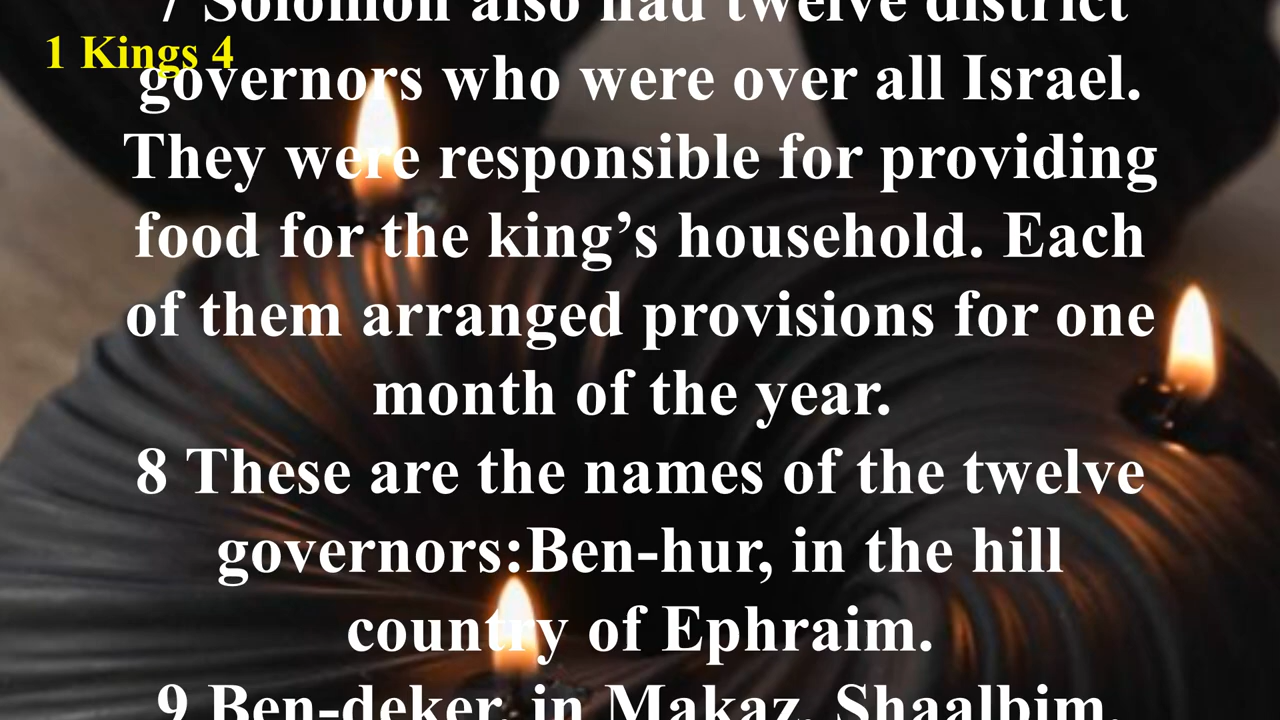 7 Solomon also had twelve district
1 Kings 4
governors who were over all Israel.
They were responsible for providing
food for the king’s household. Each
of them arranged provisions for one
month of the year.
8 These are the names of the twelve
governors:Ben-hur, in the hill
country of Ephraim.
9 Ben-deker, in Makaz, Shaalbim,